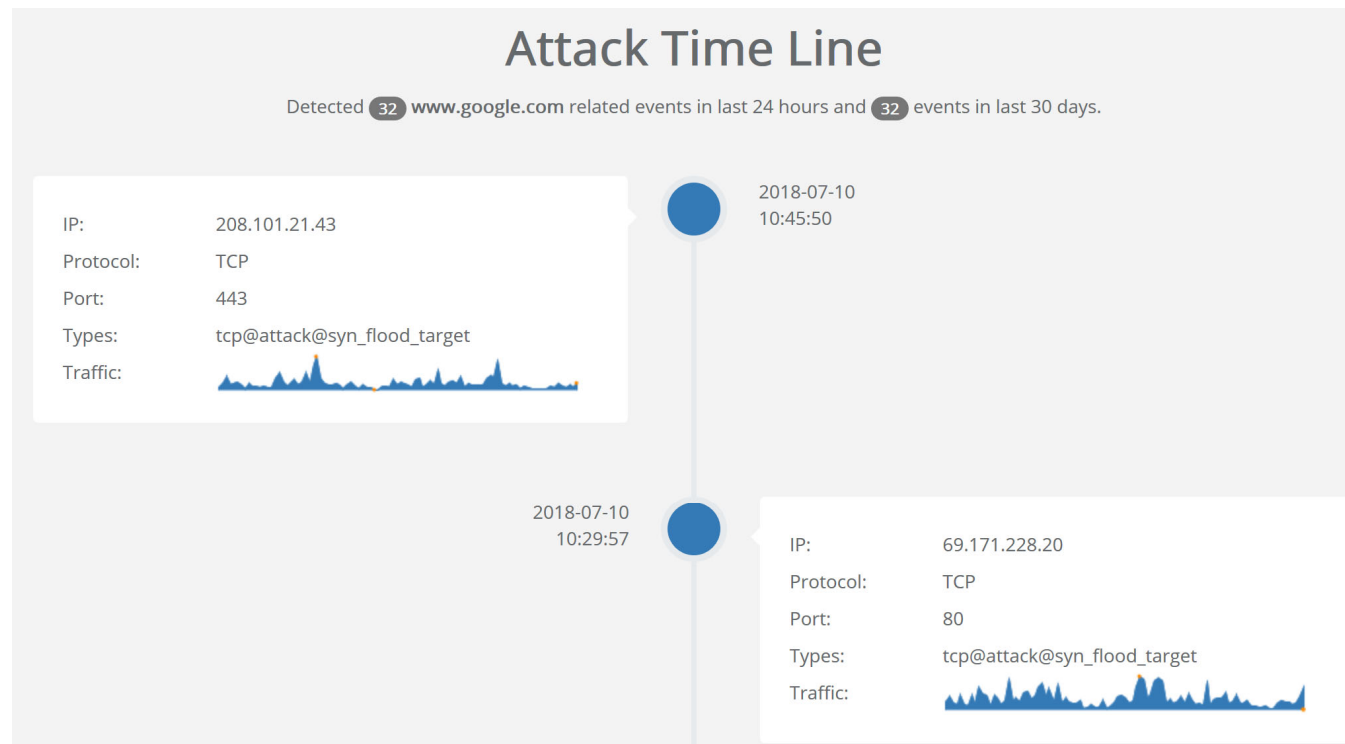 Attack Time Line
Detected 32 www.google.com related events in last 24 hours and 32 events in last 30 days.
2018-07-10
10:45:50
IP: 208.101.21.43
Protocol: TCP
Port: 443
Types: tcp@attack@syn_flood_target
Traffic:
2018-07-10
10:29:57
IP: 69.171.228.20
Protocol: TCP
Port: 80
Types: tcp@attack@syn_flood_target
Traffic: